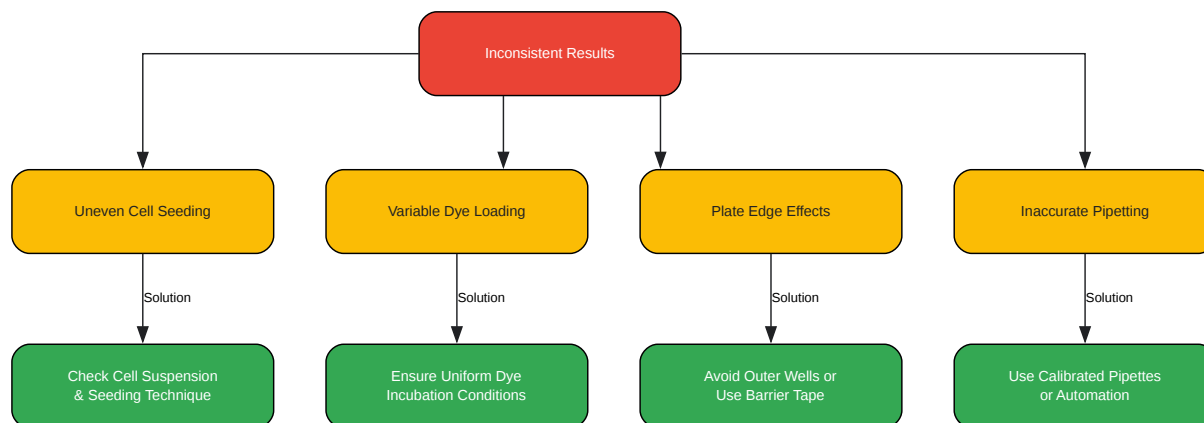 Inconsistent Results
Uneven Cell Seeding
Variable Dye Loading
Plate Edge Effects
Inaccurate Pipetting
Solution
Solution
Solution
Solution
Check Cell Suspension
& Seeding Technique
Ensure Uniform Dye
Incubation Conditions
Avoid Outer Wells or
Use Barrier Tape
Use Calibrated Pipettes
or Automation